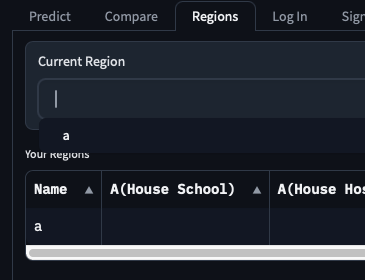 Predict Compare Regions Log In Sign
Current Region
a
Your Regions
Name ▲ A(House School) ▲ A(House Hos
a